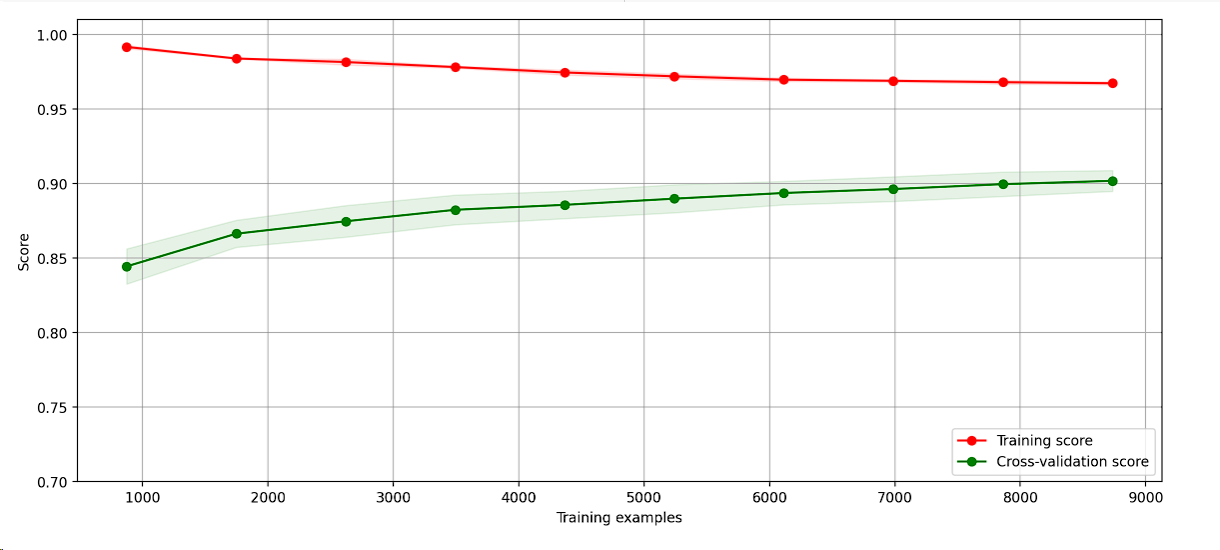 1.00
0.95
0.90
0.85
0.80
0.75
0.70
Score
1000 2000 3000 4000 5000 6000 7000 8000 9000
Training examples
Training score
Cross-validation score